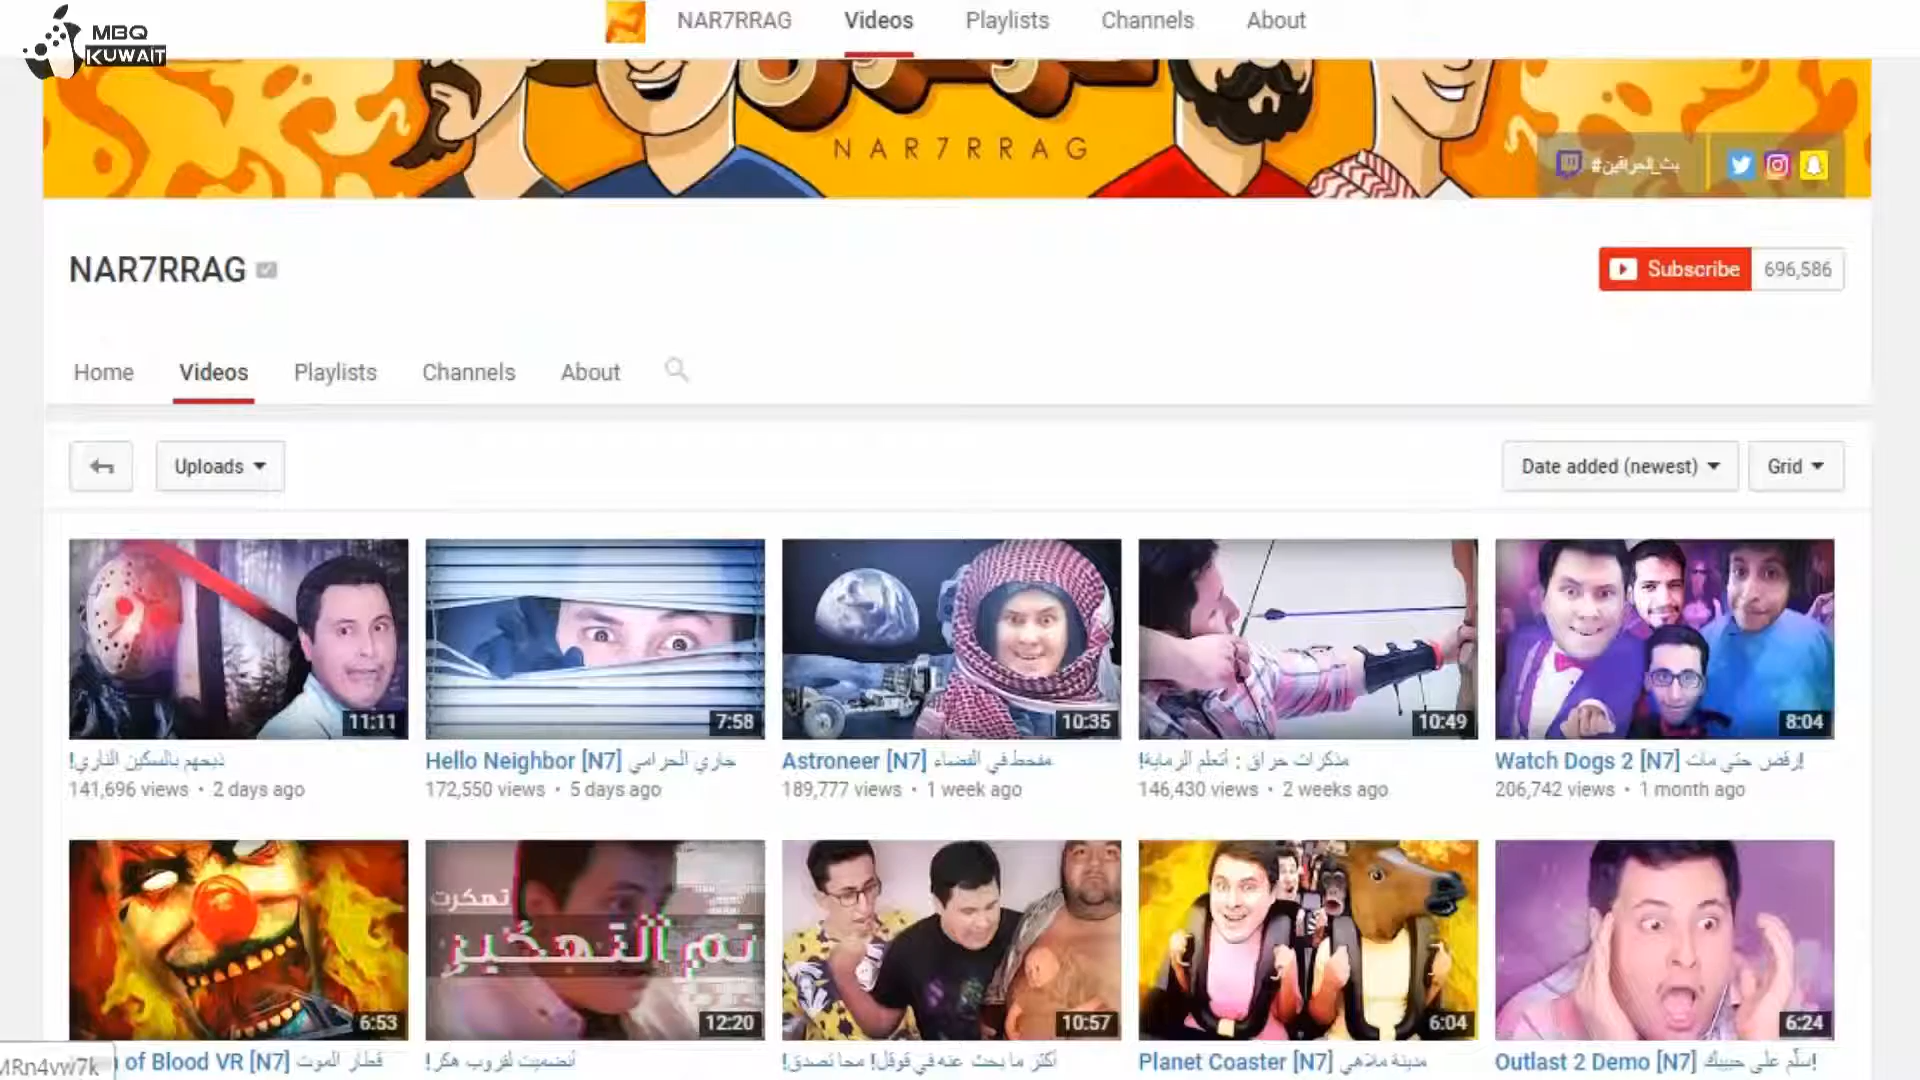 MBQ
KUWAIT
NAR7RRAG
Videos
Playlists
Channels
About
NAR7RRAG
#بث_الحراقين
NAR7RRAG
Subscribe
696,586
Home
Videos
Playlists
Channels
About
Uploads
Date added (newest)
Grid
11:11
7:58
10:35
10:49
8:04
ذبحهم بالسكين الناري!
Hello Neighbor [N7] جاري الحرامي
Astroneer [N7] مفحط في الفضاء
مذكرات حراق : أتعلم الرماية!
Watch Dogs 2 [N7] إرقص حتى مات!
141,696 views • 2 days ago
172,550 views • 5 days ago
189,777 views • 1 week ago
146,430 views • 2 weeks ago
206,742 views • 1 month ago
تهكرت
تم التهكير
6:53
12:20
10:57
6:04
6:24
of Blood VR [N7] قطار الموت
أنضميت لقروب هكر!
أكثر ما بحث عنه في قوقل! محا تصدق!
Planet Coaster [N7] مدينة ملاهي
Outlast 2 Demo [N7] سلّم على حبيبك!
MRn4vw7k